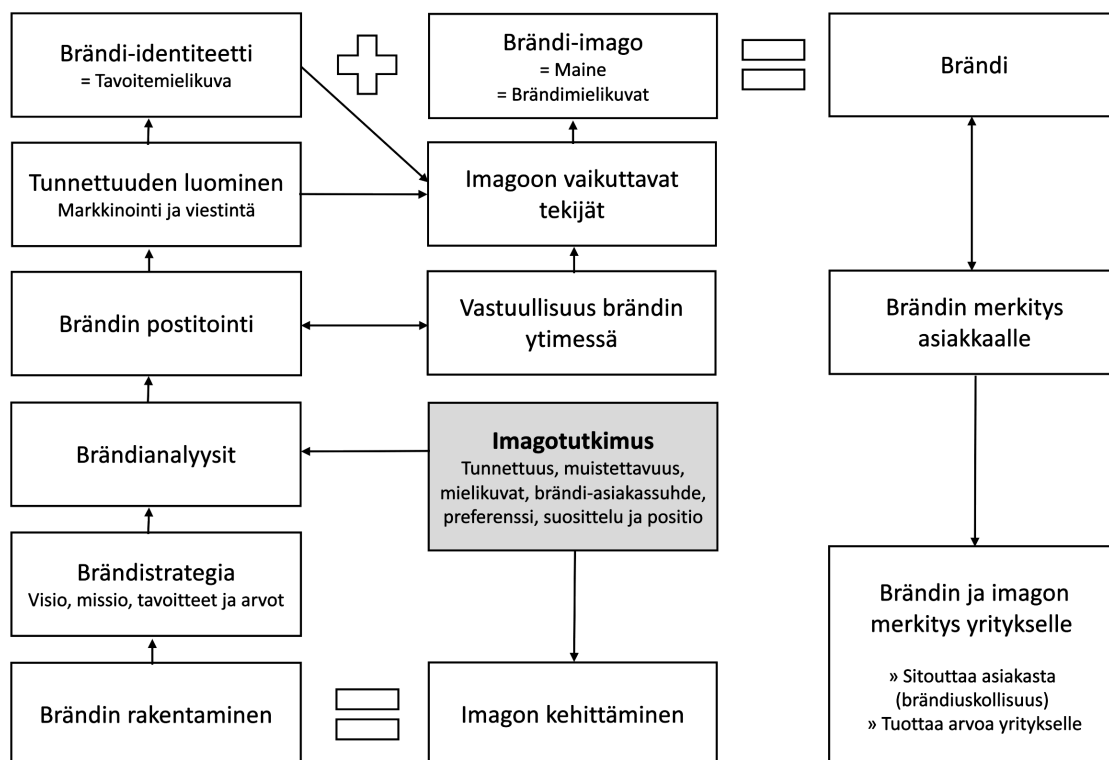 Brändi-identiteetti
= Tavoitemielikuva
Brändi-imago
= Maine
= Brändimielikuvat
Brändi
Tunnettuuden luominen
Markkinointi ja viestintä
Imagoon vaikuttavat
tekijät
Brändin postitointi
Vastuullisuus brändin
ytimessä
Brändin merkitys
asiakkaalle
Brändianalyysit
Imagotutkimus
Tunnettuus, muistettavuus,
mielikuvat, brändi-asiakassuhde,
preferenssi, suosittelu ja positio
Brändistrategia
Visio, missio, tavoitteet ja arvot
Brändin ja imagon
merkitys yritykselle
» Sitouttaa asiakasta
(brändiuskollisuus)
» Tuottaa arvoa yritykselle
Brändin rakentaminen
Imagon kehittäminen